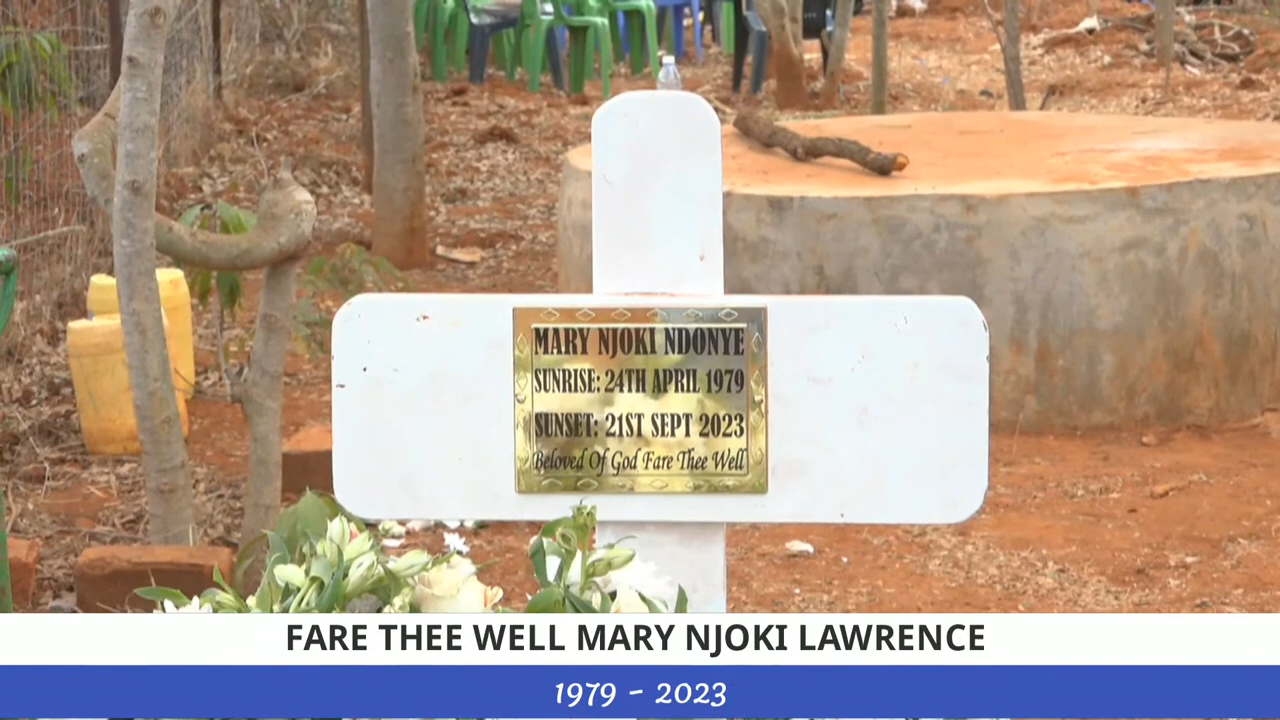 MARY NJOKI NDONYE
SUNRISE: 24TH APRIL 1979
SUNSET: 21ST SEPT 2023
Beloved Of God Fare Thee Well
FARE THEE WELL MARY NJOKI LAWRENCE
1979 - 2023